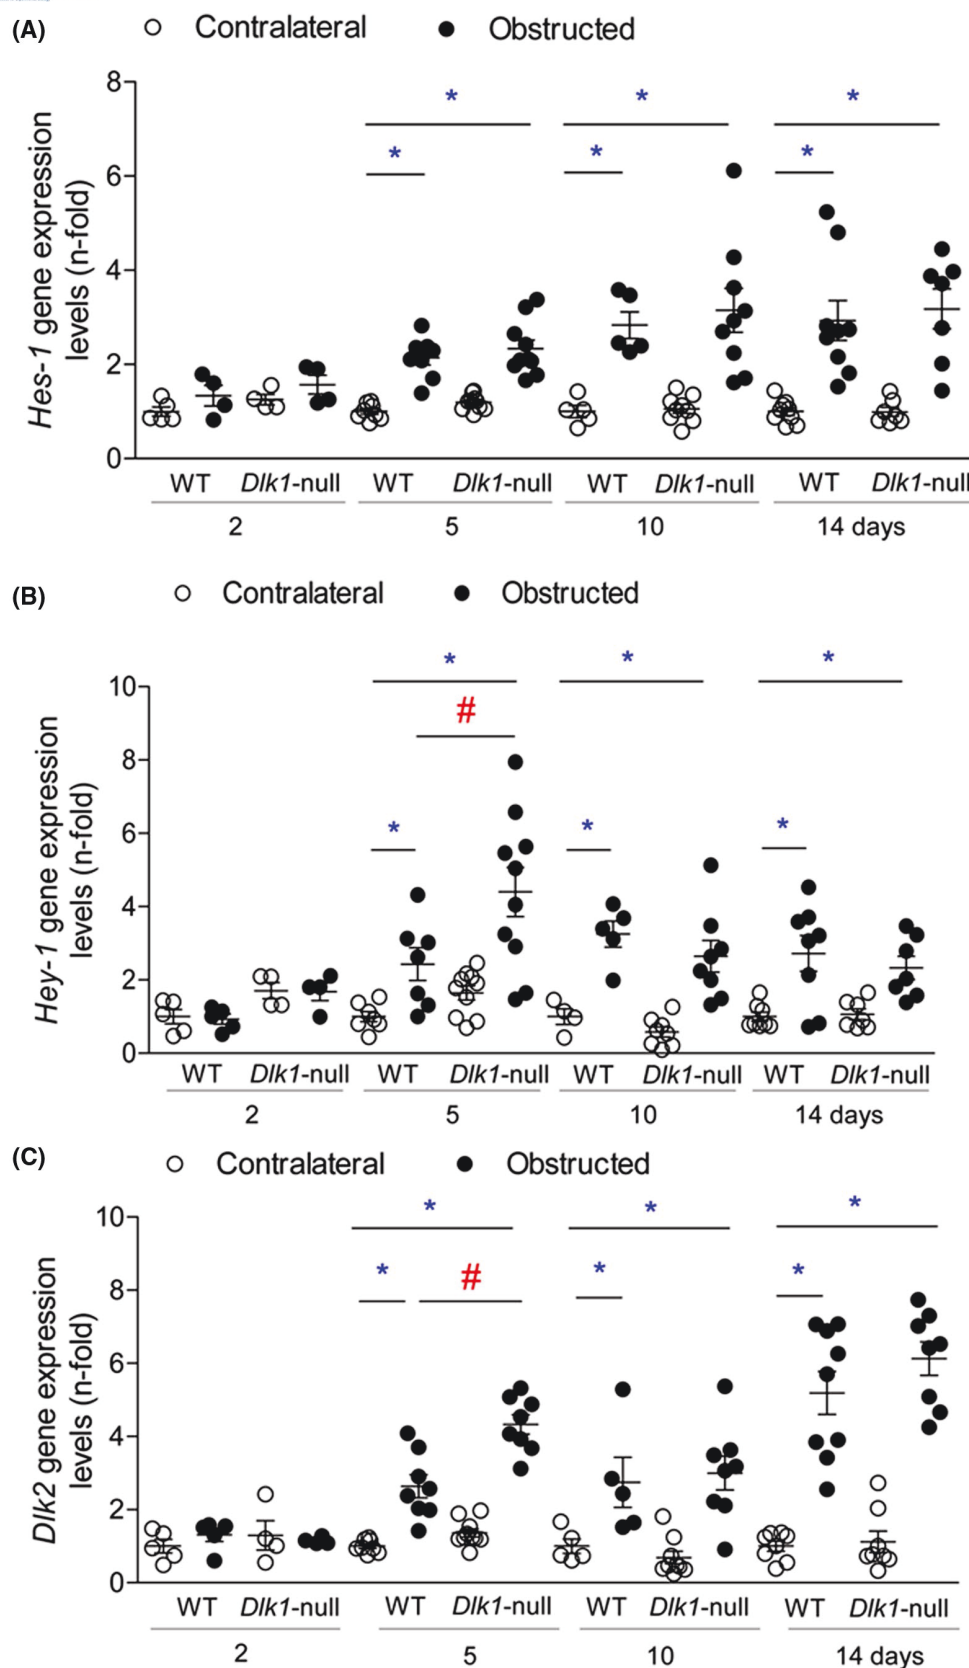 (A) Contralateral Obstructed
Hes-1 gene expression
levels (n-fold)
8
6
4
2
0
* * *
* * *
WT Dlk1-null WT Dlk1-null WT Dlk1-null WT Dlk1-null
2 5 10 14 days
(B) Contralateral Obstructed
Hey-1 gene expression
levels (n-fold)
10
8
6
4
2
0
* * *
#
* * *
WT Dlk1-null WT Dlk1-null WT Dlk1-null WT Dlk1-null
2 5 10 14 days
(C) Contralateral Obstructed
Dlk2 gene expression
levels (n-fold)
10
8
6
4
2
0
* * *
* # * *
WT Dlk1-null WT Dlk1-null WT Dlk1-null WT Dlk1-null
2 5 10 14 days